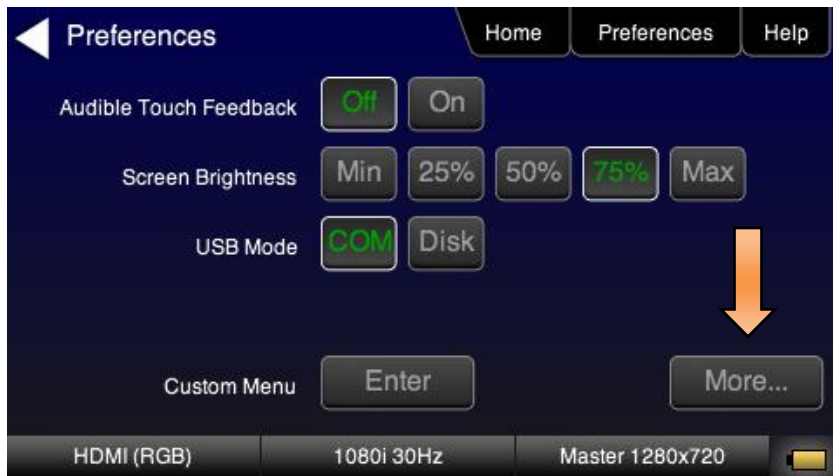 Preferences Home Preferences Help
Audible Touch Feedback Off On
Screen Brightness Min 25% 50% 75% Max
USB Mode COM Disk
Custom Menu Enter More...
HDMI (RGB) 1080i 30Hz Master 1280x720